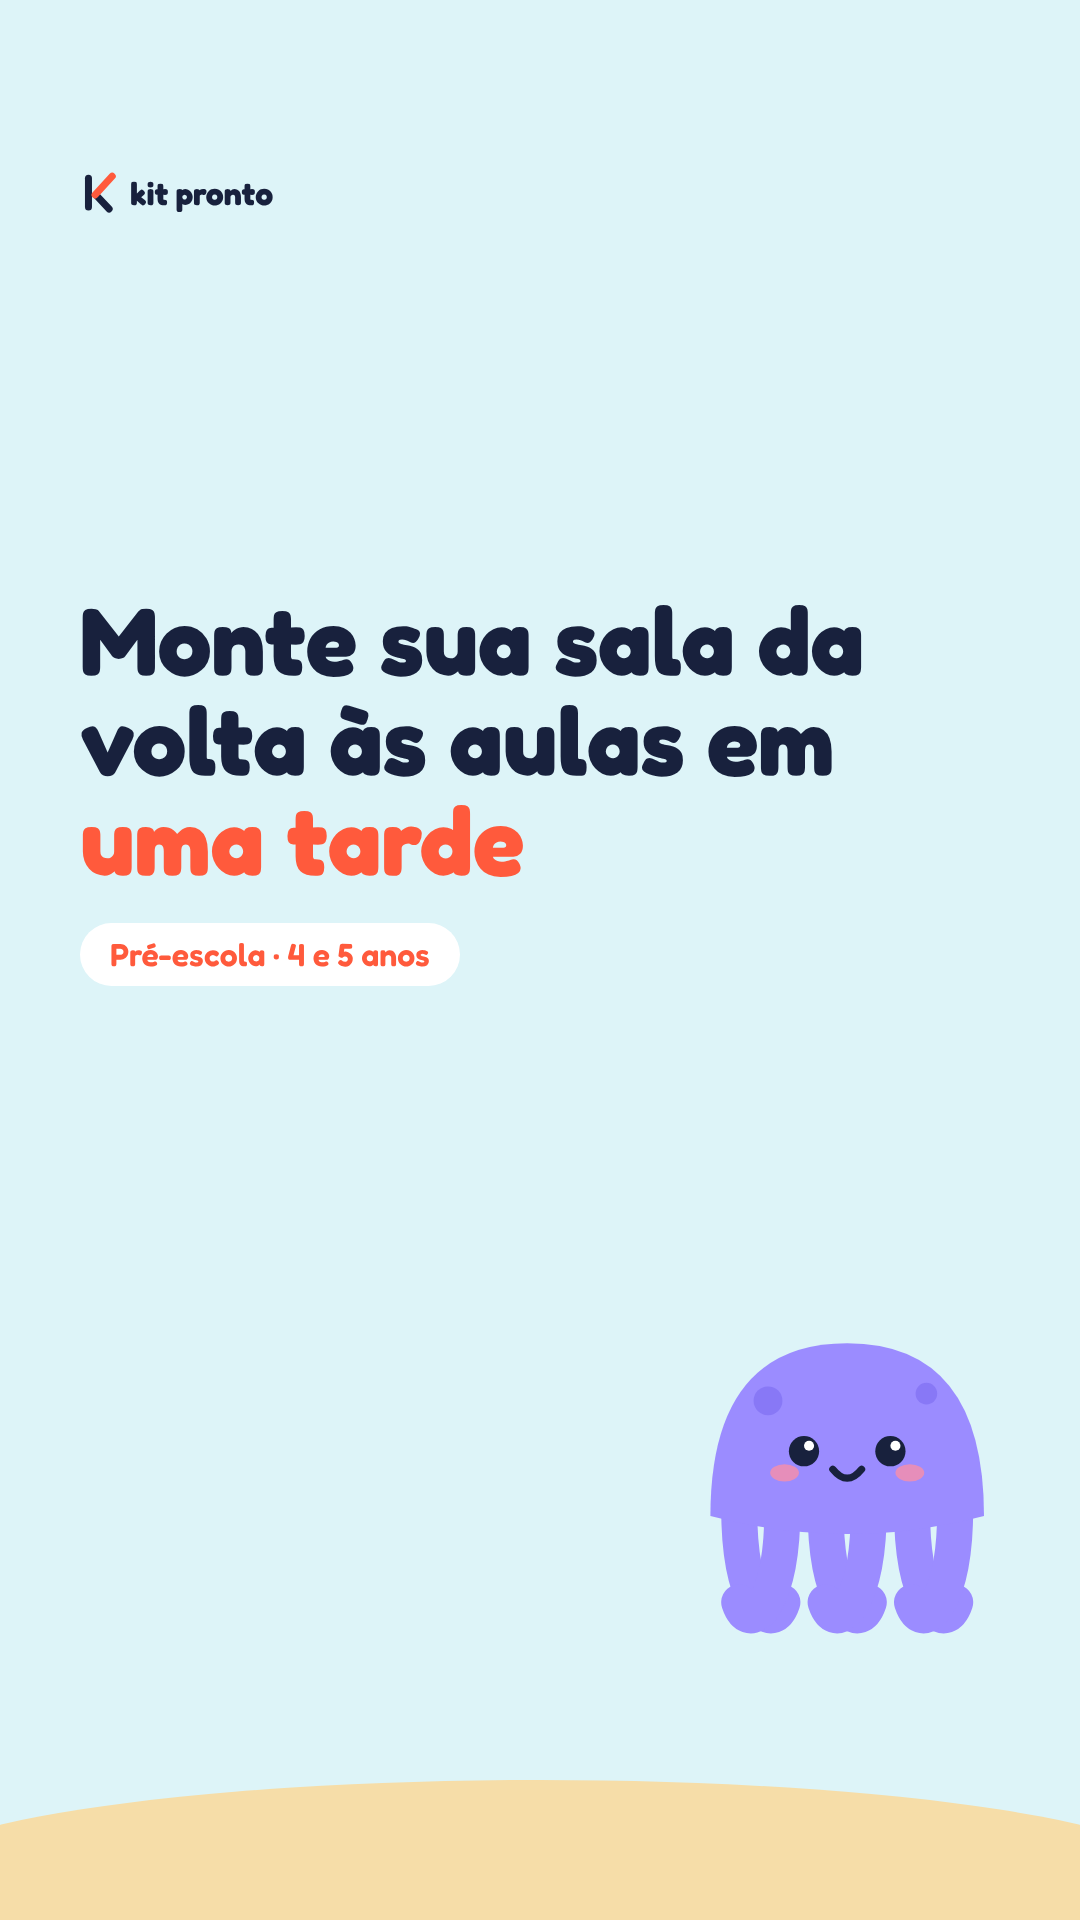 kit pronto
Monte sua sala da
volta às aulas em
uma tarde
Pré-escola · 4 e 5 anos